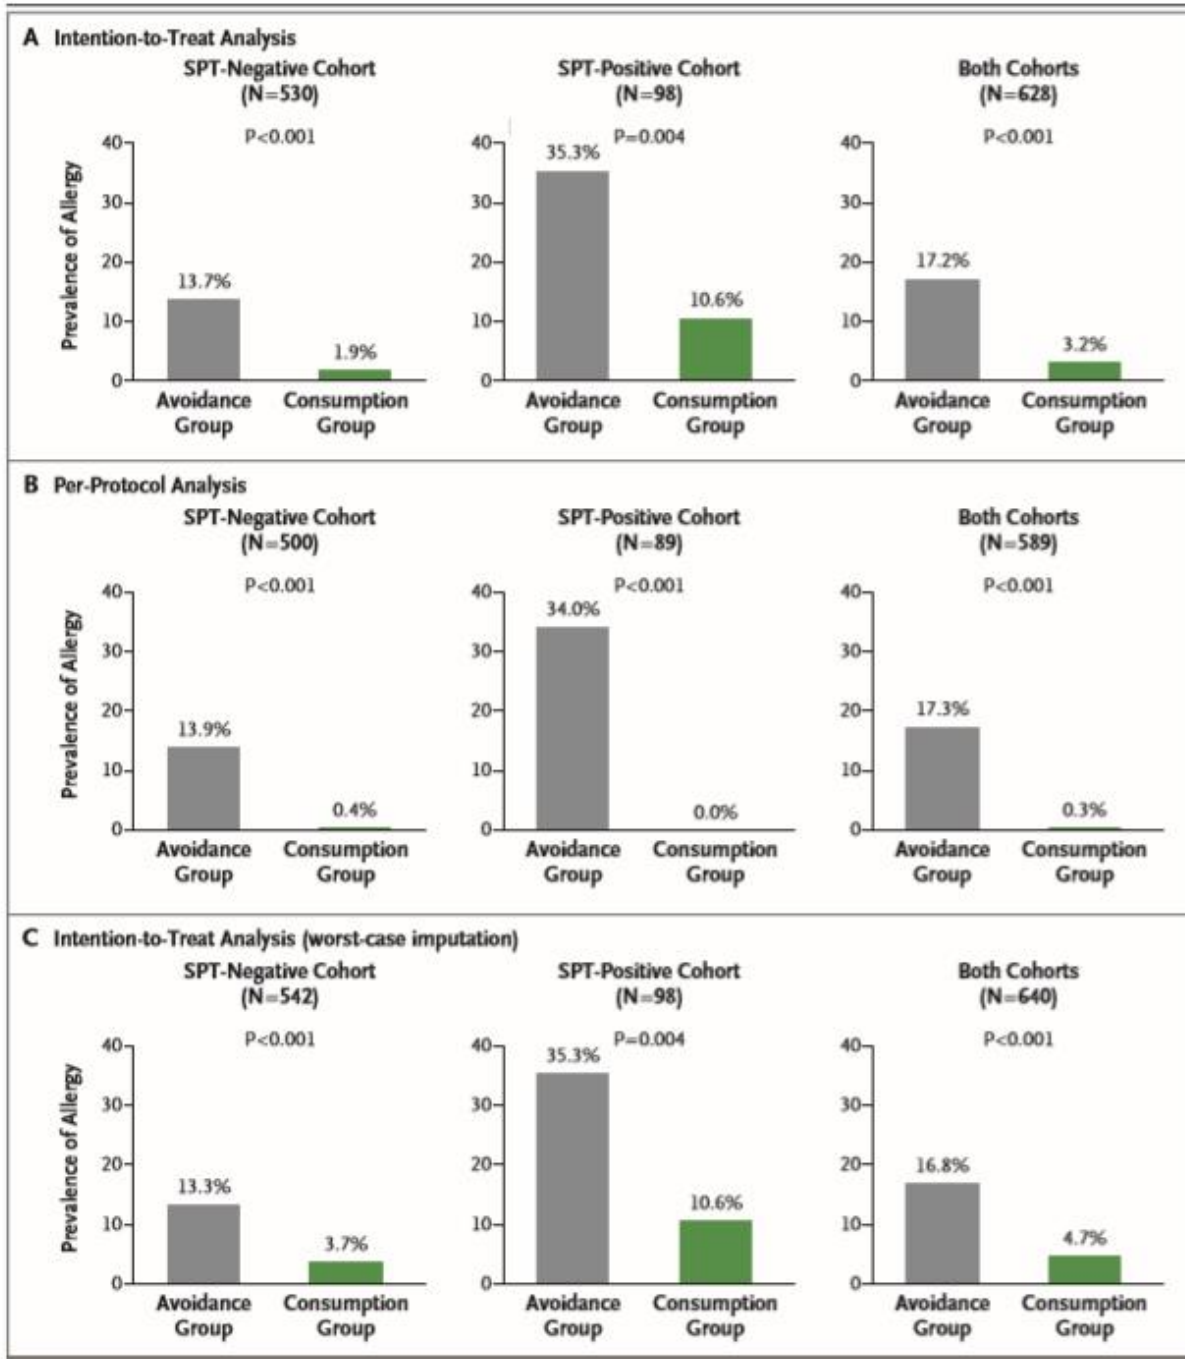 A Intention-to-Treat Analysis
SPT-Negative Cohort
(N=530)
P<0.001
Prevalence of Allergy
40
30
20
10
0
13.7%
1.9%
Avoidance Group
Consumption Group
SPT-Positive Cohort
(N=98)
P=0.004
40
30
20
10
0
35.3%
10.6%
Avoidance Group
Consumption Group
Both Cohorts
(N=628)
P<0.001
40
30
20
10
0
17.2%
3.2%
Avoidance Group
Consumption Group
B Per-Protocol Analysis
SPT-Negative Cohort
(N=500)
P<0.001
Prevalence of Allergy
40
30
20
10
0
13.9%
0.4%
Avoidance Group
Consumption Group
SPT-Positive Cohort
(N=89)
P<0.001
40
30
20
10
0
34.0%
0.0%
Avoidance Group
Consumption Group
Both Cohorts
(N=589)
P<0.001
40
30
20
10
0
17.3%
0.3%
Avoidance Group
Consumption Group
C Intention-to-Treat Analysis (worst-case imputation)
SPT-Negative Cohort
(N=542)
P<0.001
Prevalence of Allergy
40
30
20
10
0
13.3%
3.7%
Avoidance Group
Consumption Group
SPT-Positive Cohort
(N=98)
P=0.004
40
30
20
10
0
35.3%
10.6%
Avoidance Group
Consumption Group
Both Cohorts
(N=640)
P<0.001
40
30
20
10
0
16.8%
4.7%
Avoidance Group
Consumption Group